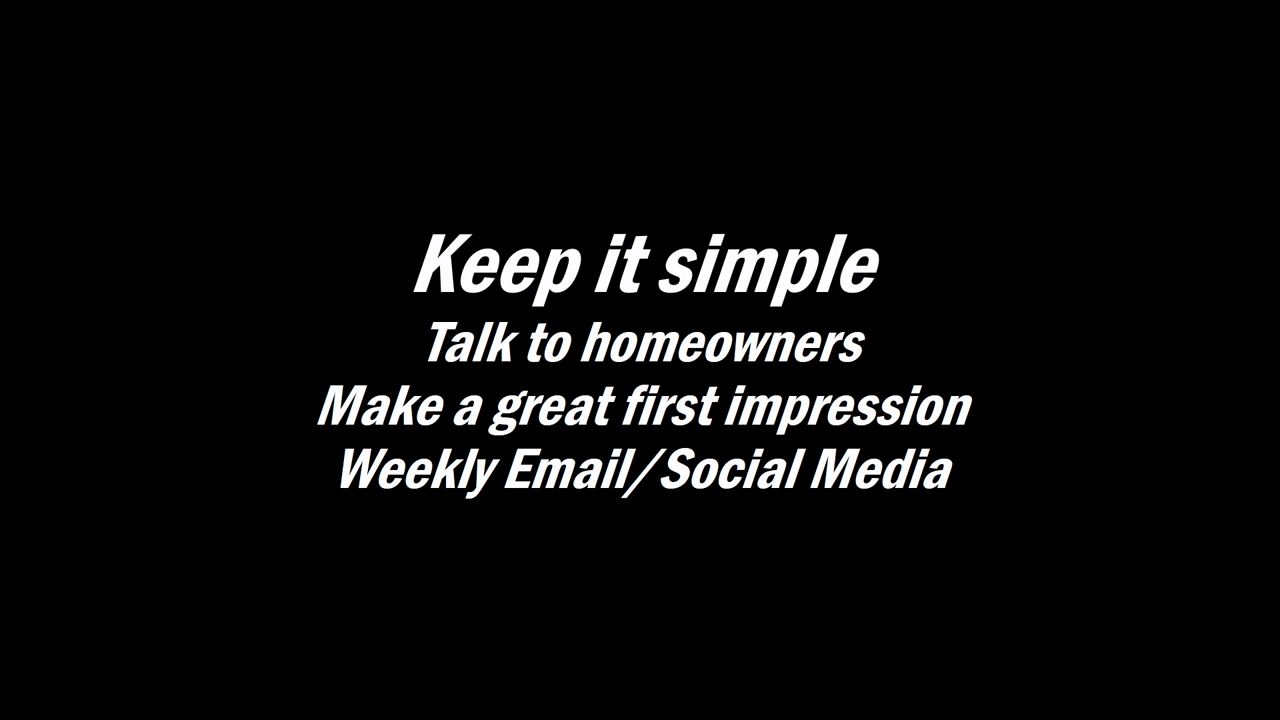 Keep it simple
Talk to homeowners
Make a great first impression
Weekly Email/Social Media